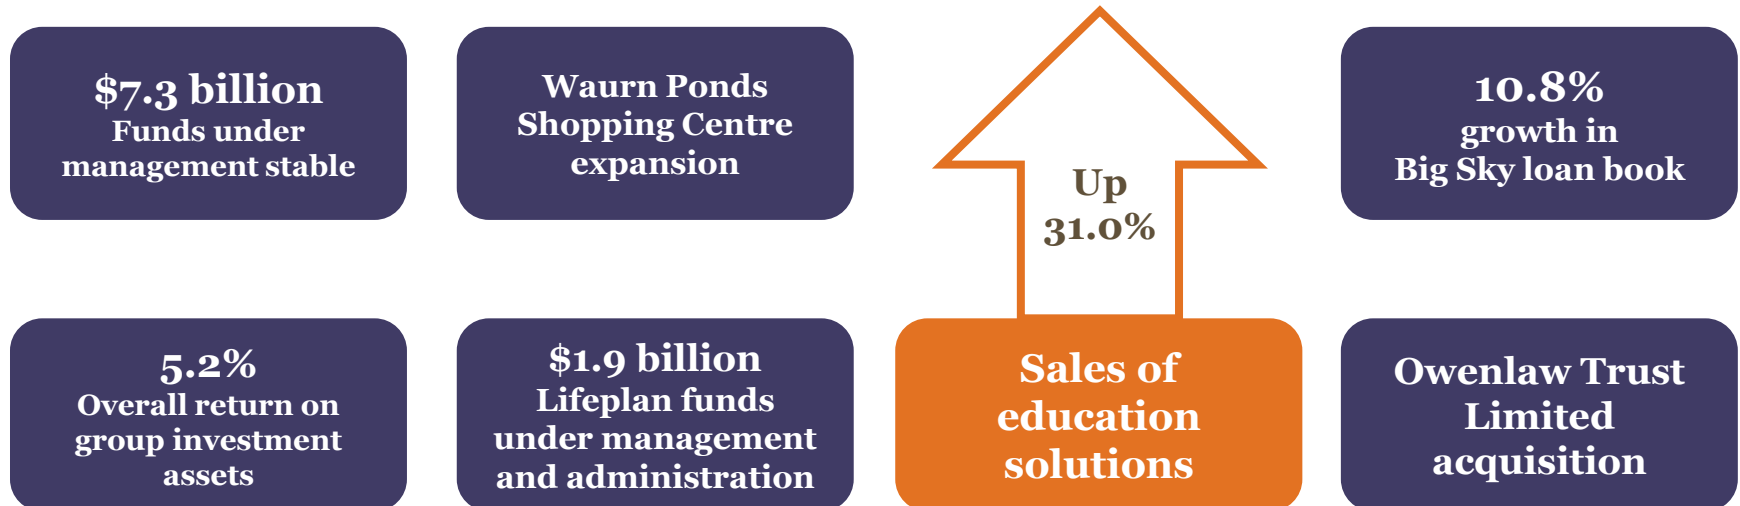 $7.3 billion
Funds under
management stable
Waurn Ponds
Shopping Centre
expansion
Up
31.0%
10.8%
growth in
Big Sky loan book
5.2%
Overall return on
group investment
assets
$1.9 billion
Lifeplan funds
under management
and administration
Sales of
education
solutions
Owenlaw Trust
Limited
acquisition